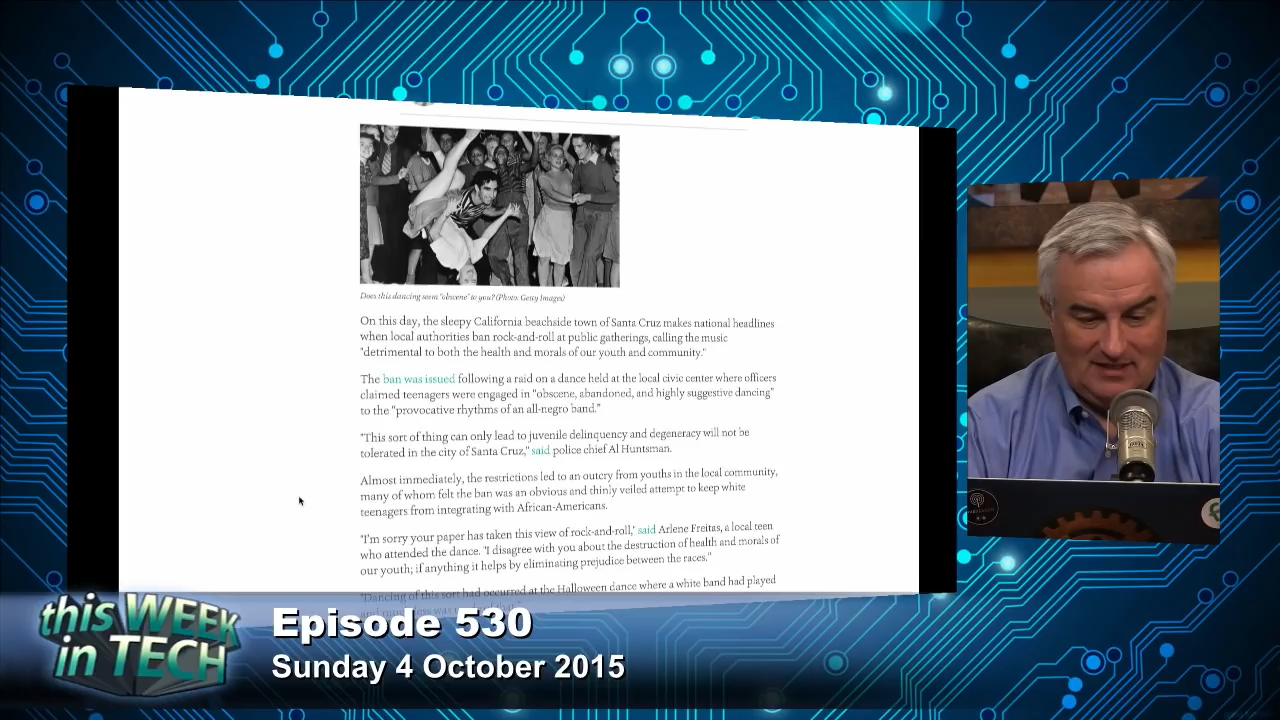 Does this dancing seem "obscene" to you? (Photo: Getty Images)
On this day, the sleepy California beachside town of Santa Cruz makes national headlines
when local authorities ban rock-and-roll at public gatherings, calling the music
"detrimental to both the health and morals of our youth and community."
The ban was issued following a raid on a dance held at the local civic center where officers
claimed teenagers were engaged in "obscene, abandoned, and highly suggestive dancing"
to the "provocative rhythms of an all-negro band."
"This sort of thing can only lead to juvenile delinquency and degeneracy will not be
tolerated in the city of Santa Cruz," said police chief Al Huntsman.
Almost immediately, the restrictions led to an outcry from youths in the local community,
many of whom felt the ban was an obvious and thinly veiled attempt to keep white
teenagers from integrating with African-Americans.
"I'm sorry your paper has taken this view of rock-and-roll," said Arlene Freitas, a local teen
who attended the dance. "I disagree with you about the destruction of health and morals of
our youth; if anything it helps by eliminating prejudice between the races."
"Dancing of this sort had occurred at the Halloween dance where a white band had played
this WEEK
in TECH
Episode 530
Sunday 4 October 2015